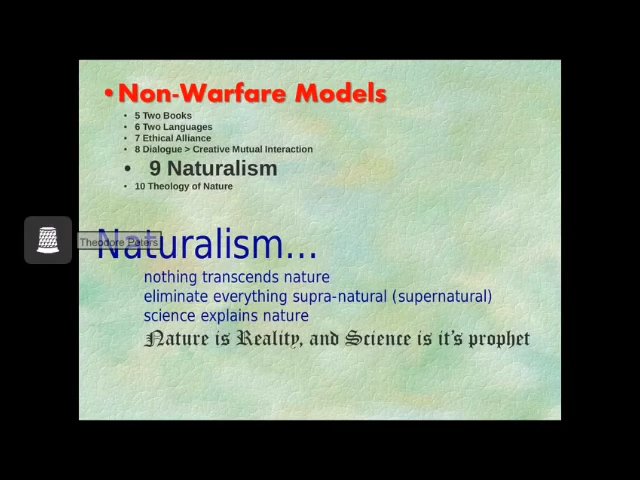 •Non-Warfare Models
• 5 Two Books
• 6 Two Languages
• 7 Ethical Alliance
• 8 Dialogue > Creative Mutual Interaction
• 9 Naturalism
• 10 Theology of Nature
Theodore Peters
Naturalism...
nothing transcends nature
eliminate everything supra-natural (supernatural)
science explains nature
Nature is Reality, and Science is it's prophet